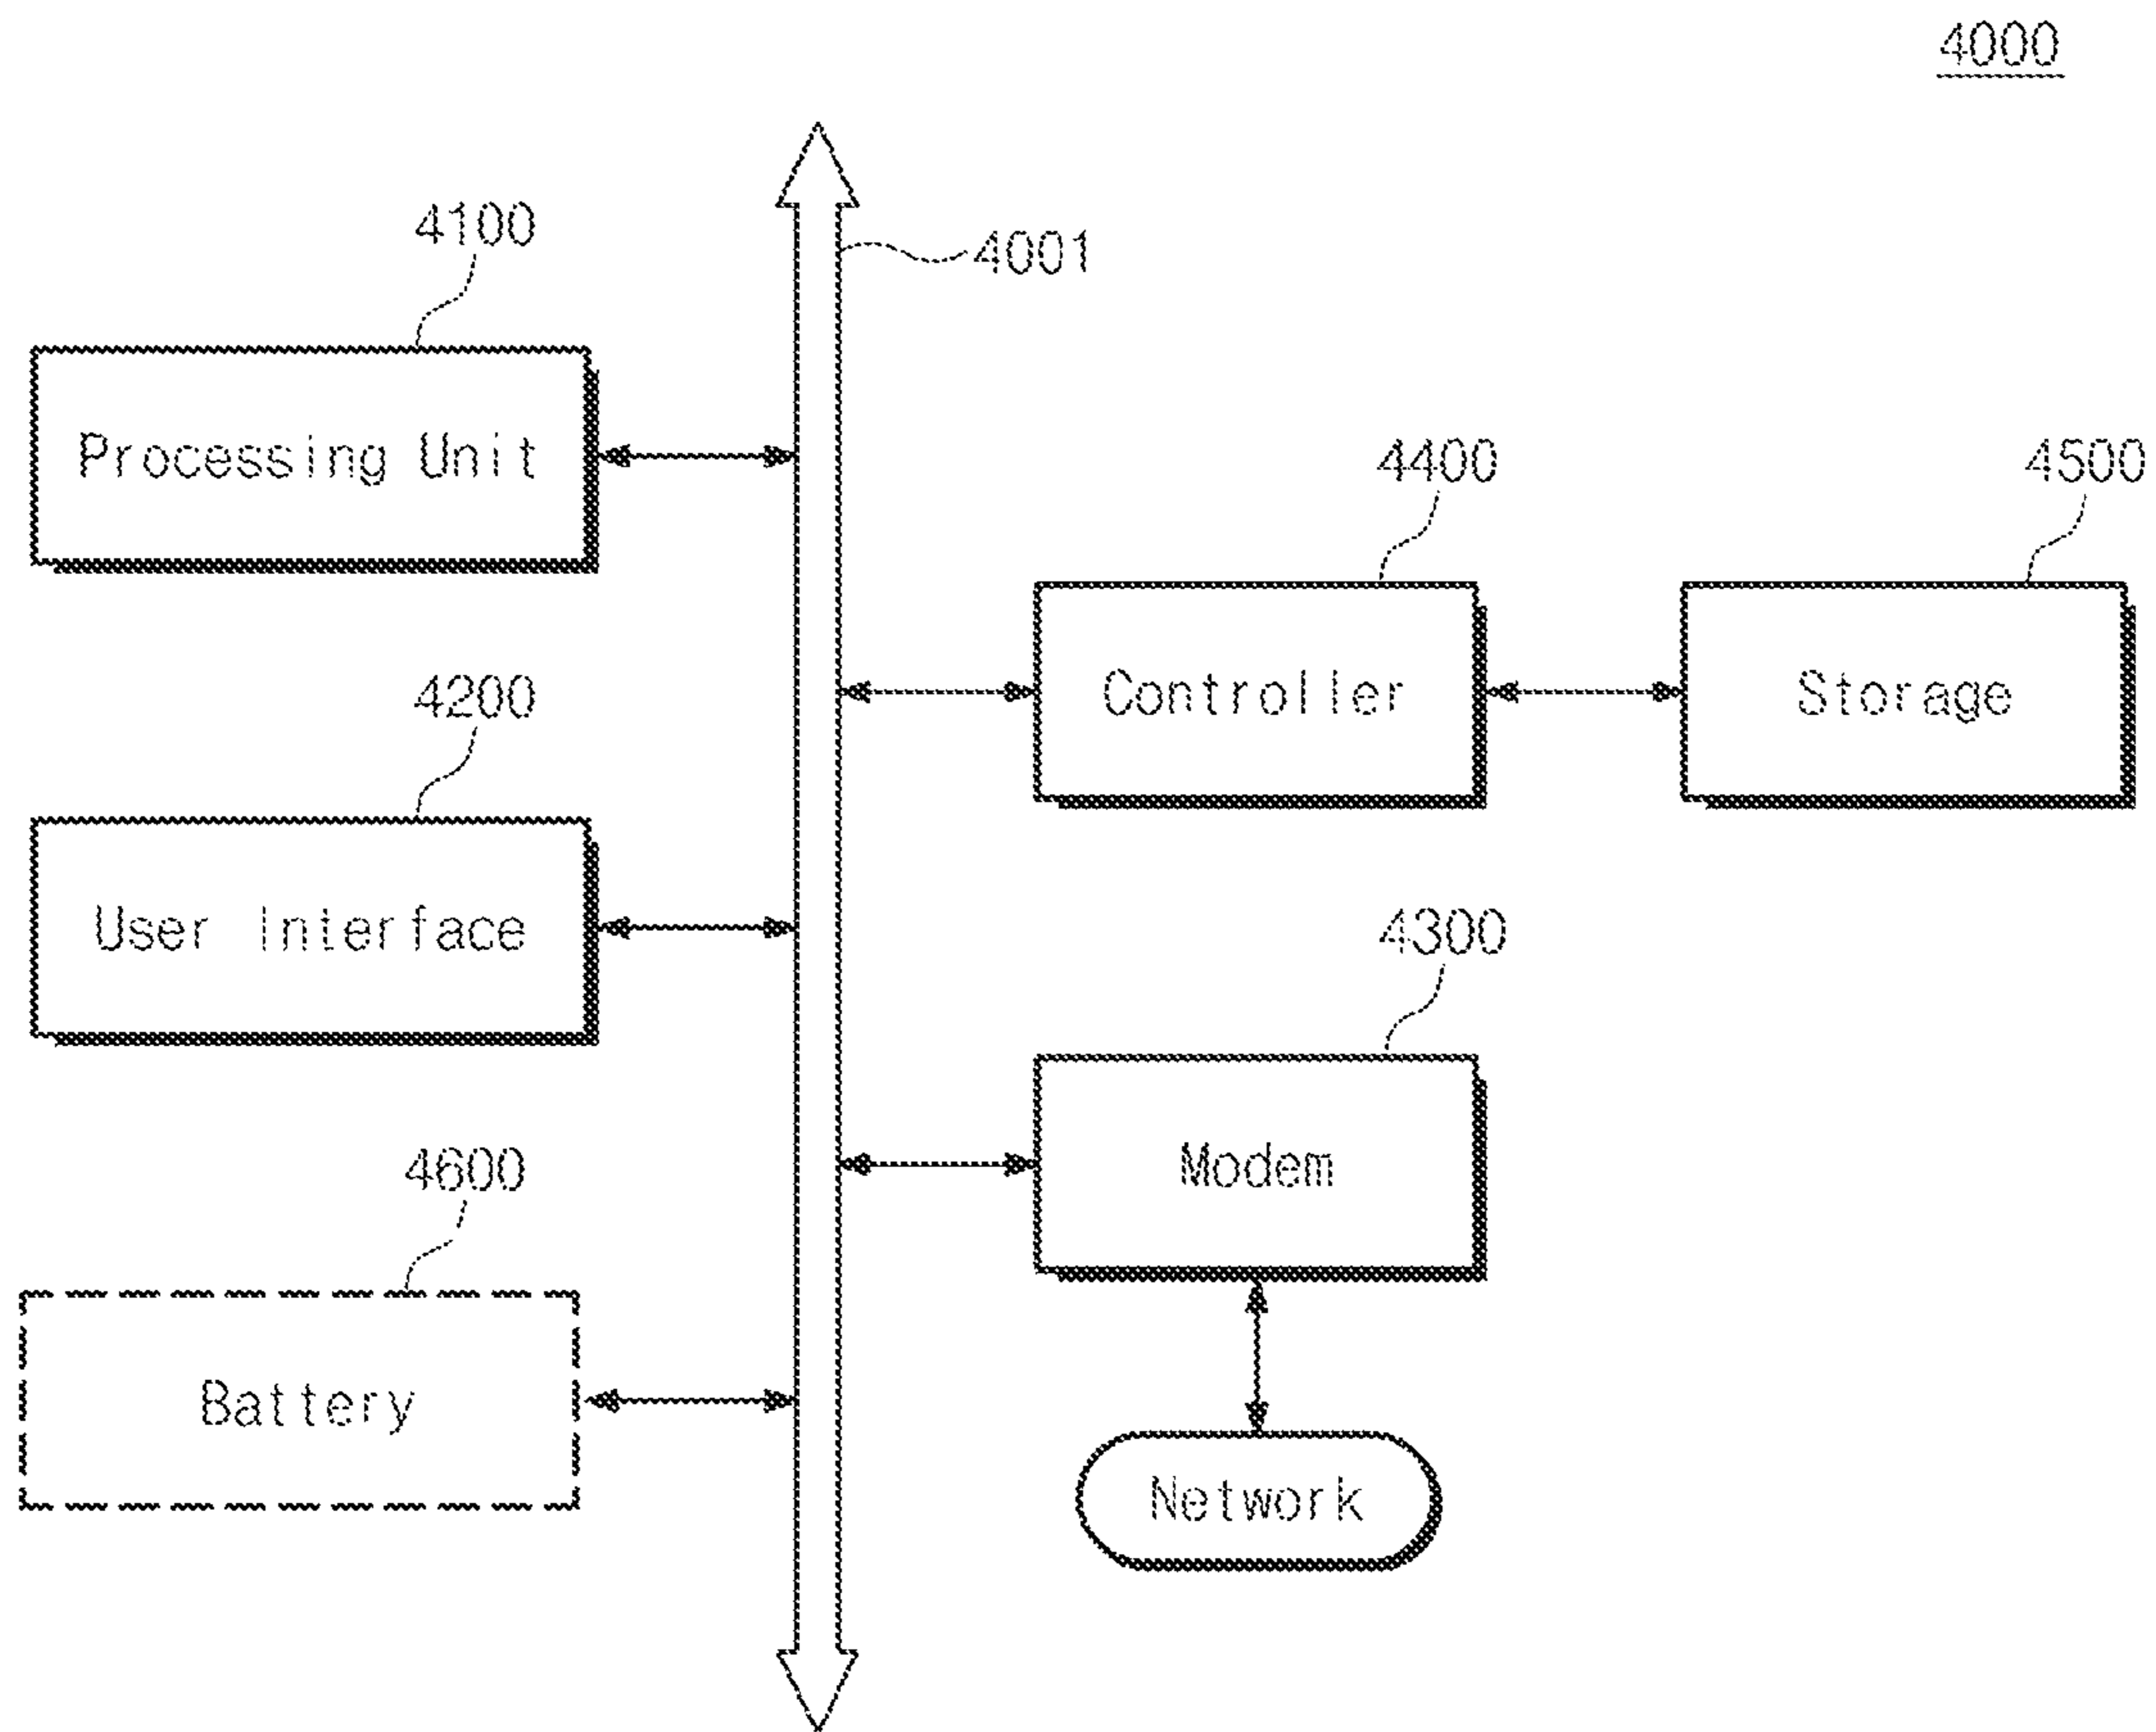 4000
4100
4001
Processing Unit
4400
4500
Controller
Storage
4200
User Interface
4300
Modem
4600
Battery
Network